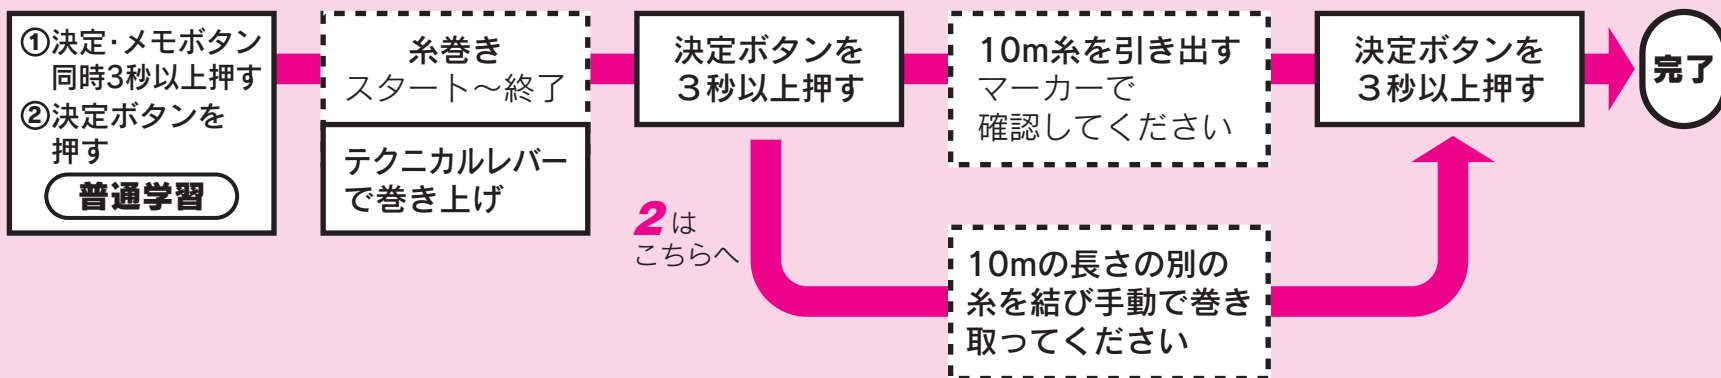 ①決定・メモボタン
同時3秒以上押す
②決定ボタンを
押す
普通学習
糸巻き
スタート～終了
テクニカルレバー
で巻き上げ
決定ボタンを
３秒以上押す
10m糸を引き出す
マーカーで
確認してください
決定ボタンを
３秒以上押す
完了
2は
こちらへ
10mの長さの別の
糸を結び手動で巻き
取ってください